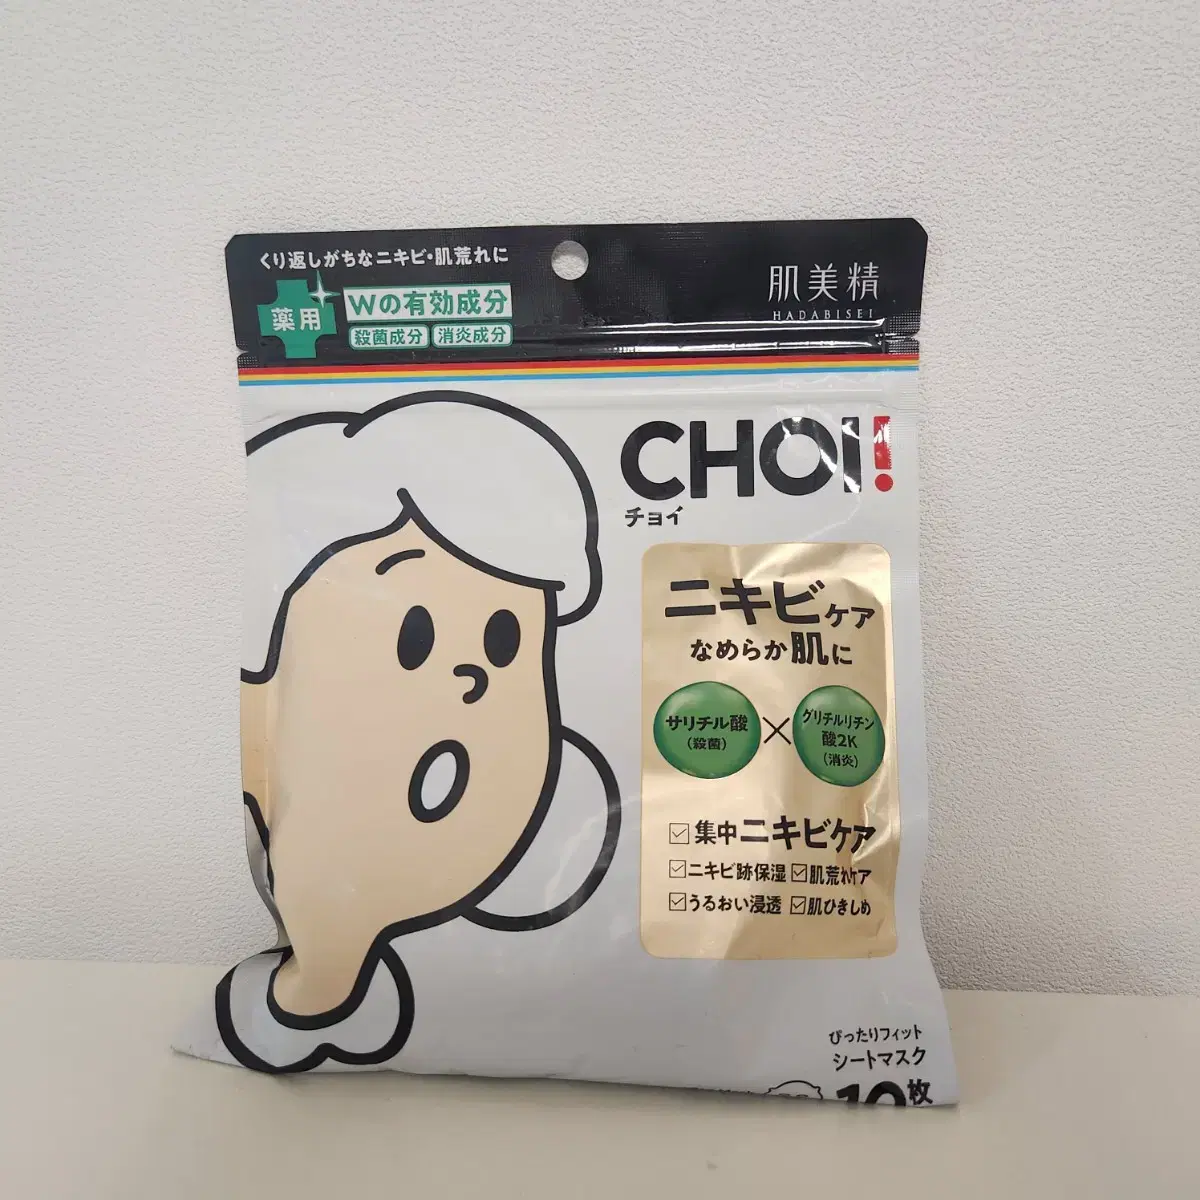 くり返しがちなニキビ・肌荒れに
薬用
Wの有効成分
殺菌成分 消炎成分
肌美精
HADABISEI
CHOI!
チョイ
ニキビケア
なめらか肌に
サリチル酸
(殺菌)
×
グリチルリチン
酸2K
(消炎)
集中ニキビケア
ニキビ跡保湿 肌荒れケア
うるおい浸透 肌ひきしめ
ぴったりフィット
シートマスク
10枚